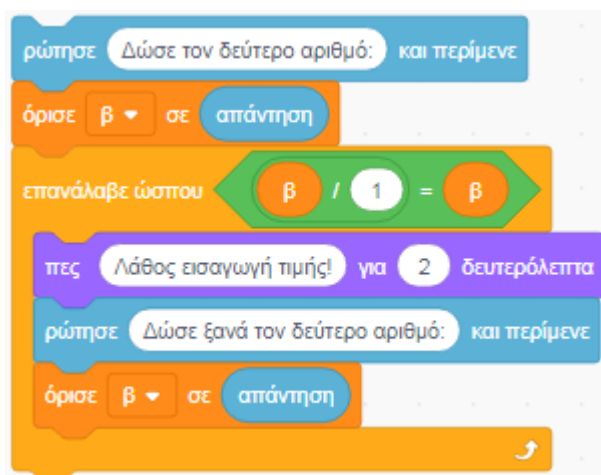 ρώτησε Δώσε τον δεύτερο αριθμό: και περίμενε
όρισε β σε απάντηση
επανάλαβε ώσπου β / 1 = β
πες Λάθος εισαγωγή τιμής! για 2 δευτερόλεπτα
ρώτησε Δώσε ξανά τον δεύτερο αριθμό: και περίμενε
όρισε β σε απάντηση